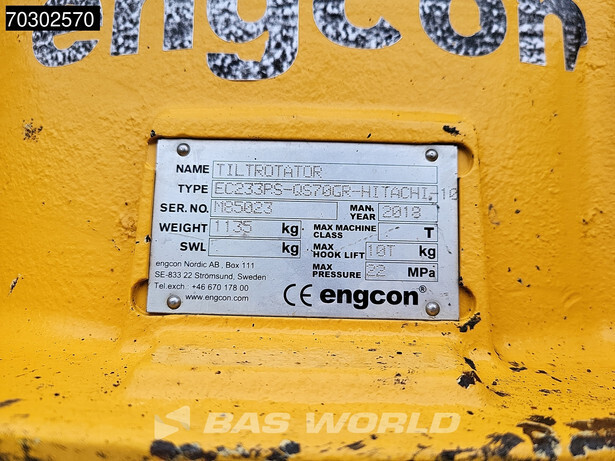 70302570
engcon
NAME TILTROTATOR
TYPE EC233PS-QS70GR-HITACHI, 10
SER. NO. M85023 MAN. YEAR 2018
WEIGHT 1135 kg MAX MACHINE CLASS - T
SWL - kg MAX HOOK LIFT 10T kg
MAX PRESSURE 22 MPa
engcon Nordic AB, Box 111
SE-833 22 Strömsund, Sweden
Tel.exch. +46 670 178 00
www.engcon.com
CE engcon®
BAS WORLD